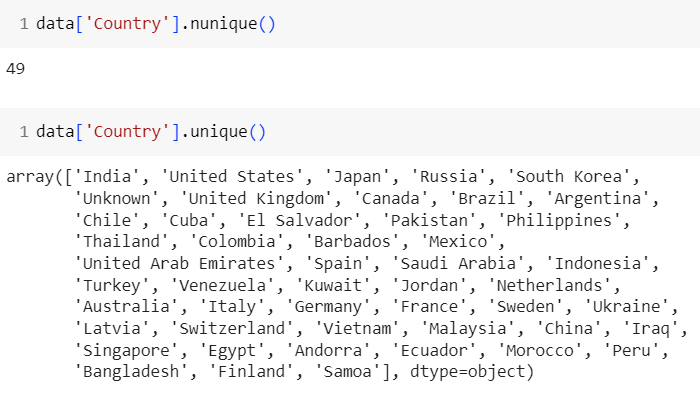 1 data['Country'].nunique()
49
1 data['Country'].unique()
array(['India', 'United States', 'Japan', 'Russia', 'South Korea',
'Unknown', 'United Kingdom', 'Canada', 'Brazil', 'Argentina',
'Chile', 'Cuba', 'El Salvador', 'Pakistan', 'Philippines',
'Thailand', 'Colombia', 'Barbados', 'Mexico',
'United Arab Emirates', 'Spain', 'Saudi Arabia', 'Indonesia',
'Turkey', 'Venezuela', 'Kuwait', 'Jordan', 'Netherlands',
'Australia', 'Italy', 'Germany', 'France', 'Sweden', 'Ukraine',
'Latvia', 'Switzerland', 'Vietnam', 'Malaysia', 'China', 'Iraq',
'Singapore', 'Egypt', 'Andorra', 'Ecuador', 'Morocco', 'Peru',
'Bangladesh', 'Finland', 'Samoa'], dtype=object)